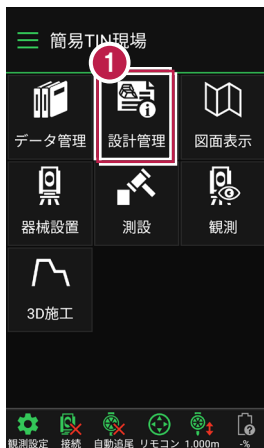 簡易TIN現場
1
データ管理 設計管理 図面表示
器械設置 測設 観測
3D施工
観測設定 接続 自動追尾 リモコン 1.000m -%